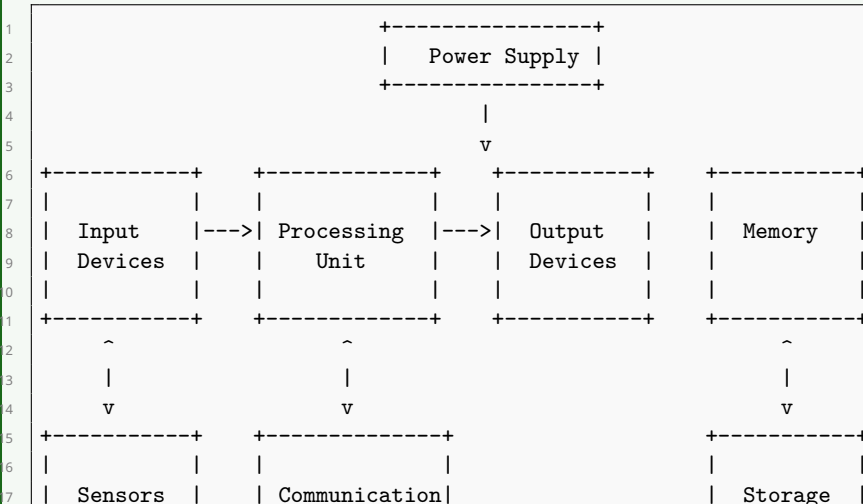 1                            +----------------+
2                            |   Power Supply |
3                            +----------------+
4                                    |
5                                    v
6  +-----------+    +-------------+    +-----------+    +-----------+
7  |           |    |             |    |           |    |           |
8  |  Input    |--->| Processing  |--->|  Output   |    |  Memory   |
9  |  Devices  |    |    Unit     |    |  Devices  |    |           |
10 |           |    |             |    |           |    |           |
11 +-----------+    +-------------+    +-----------+    +-----------+
12      ^                  ^                                  ^
13      |                  |                                  |
14      v                  v                                  v
15 +-----------+    +--------------+                    +-----------+
16 |           |    |              |                    |           |
17 |  Sensors  |    | Communication|                    |  Storage  |